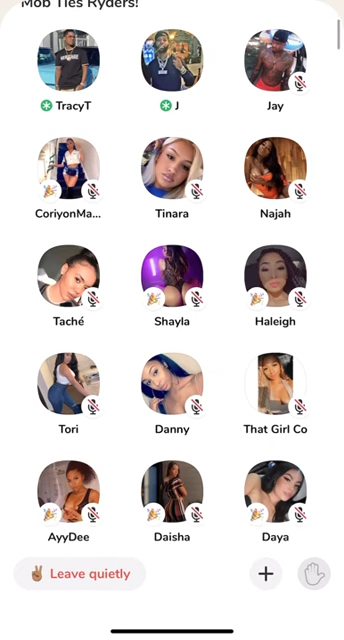 Mob Ties Ryders!
TracyT
J
Jay
CoriyonMa...
Tinara
Najah
Taché
Shayla
Haleigh
Tori
Danny
That Girl Co
AyyDee
Daisha
Daya
Leave quietly